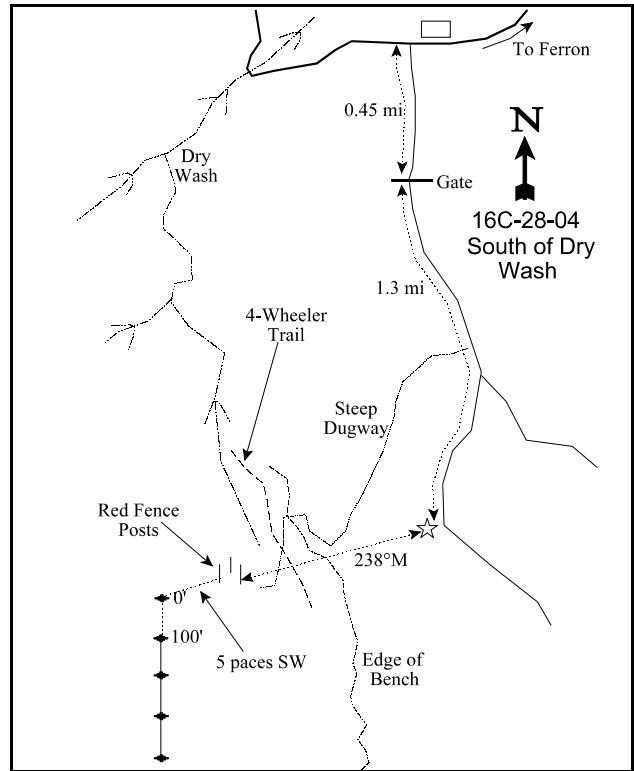 To Ferron
0.45 mi
N
Dry
Wash
Gate
16C-28-04
South of Dry
Wash
1.3 mi
4-Wheeler
Trail
Steep
Dugway
Red Fence
Posts
238°M
0'
100'
5 paces SW
Edge of
Bench